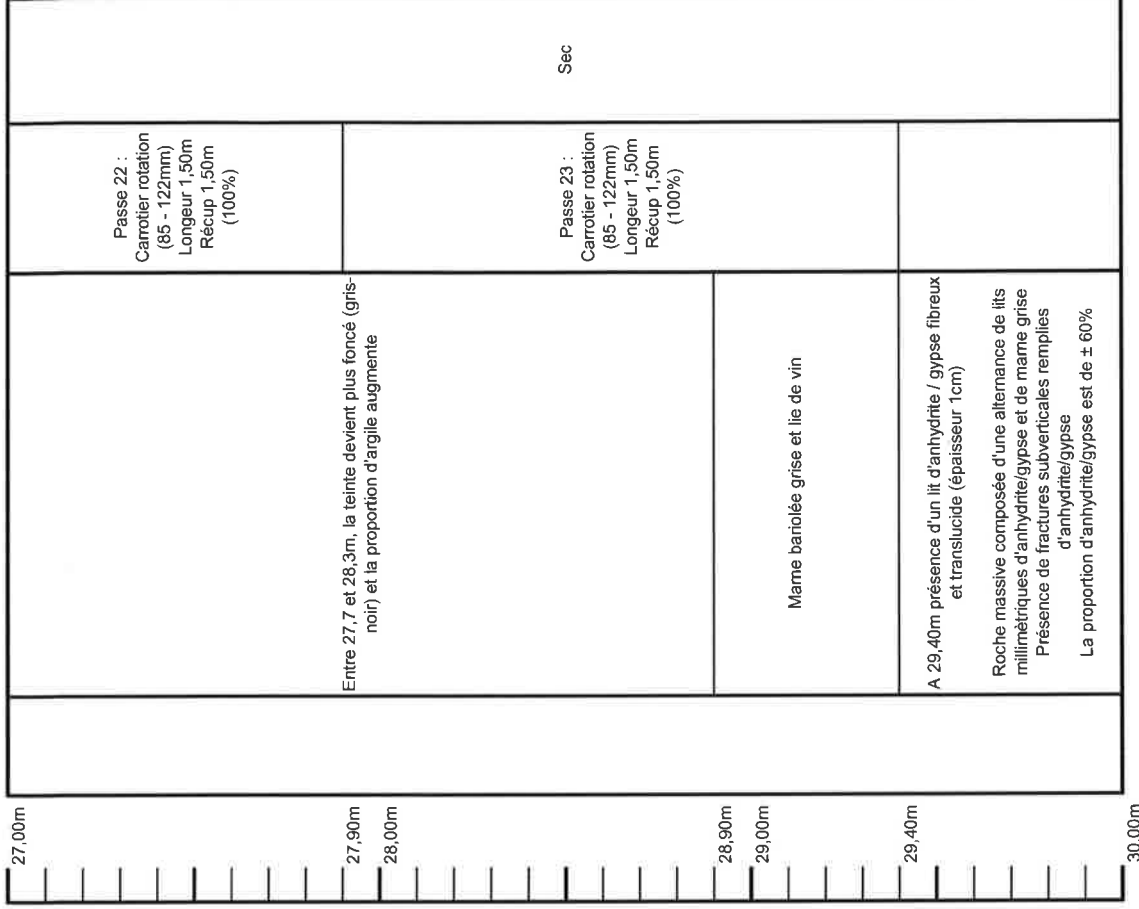 27,00m
27,90m
28,00m
28,90m
29,00m
29,40m
30,00m
Entre 27,7 et 28,3m, la teinte devient plus foncé (gris-
noir) et la proportion d'argile augmente
Marne bariolée grise et lie de vin
A 29,40m présence d'un lit d'anhydrite / gypse fibreux
et translucide (épaisseur 1cm)
Roche massive composée d'une alternance de lits
millimètriques d'anhydrite/gypse et de marne grise
Présence de fractures subverticales remplies
d'anhydrite/gypse
La proportion d'anhydrite/gypse est de ± 60%
Passe 22 :
Carrotier rotation
(85 - 122mm)
Longeur 1,50m
Récup 1,50m
(100%)
Passe 23 :
Carrotier rotation
(85 - 122mm)
Longeur 1,50m
Récup 1,50m
(100%)
Sec